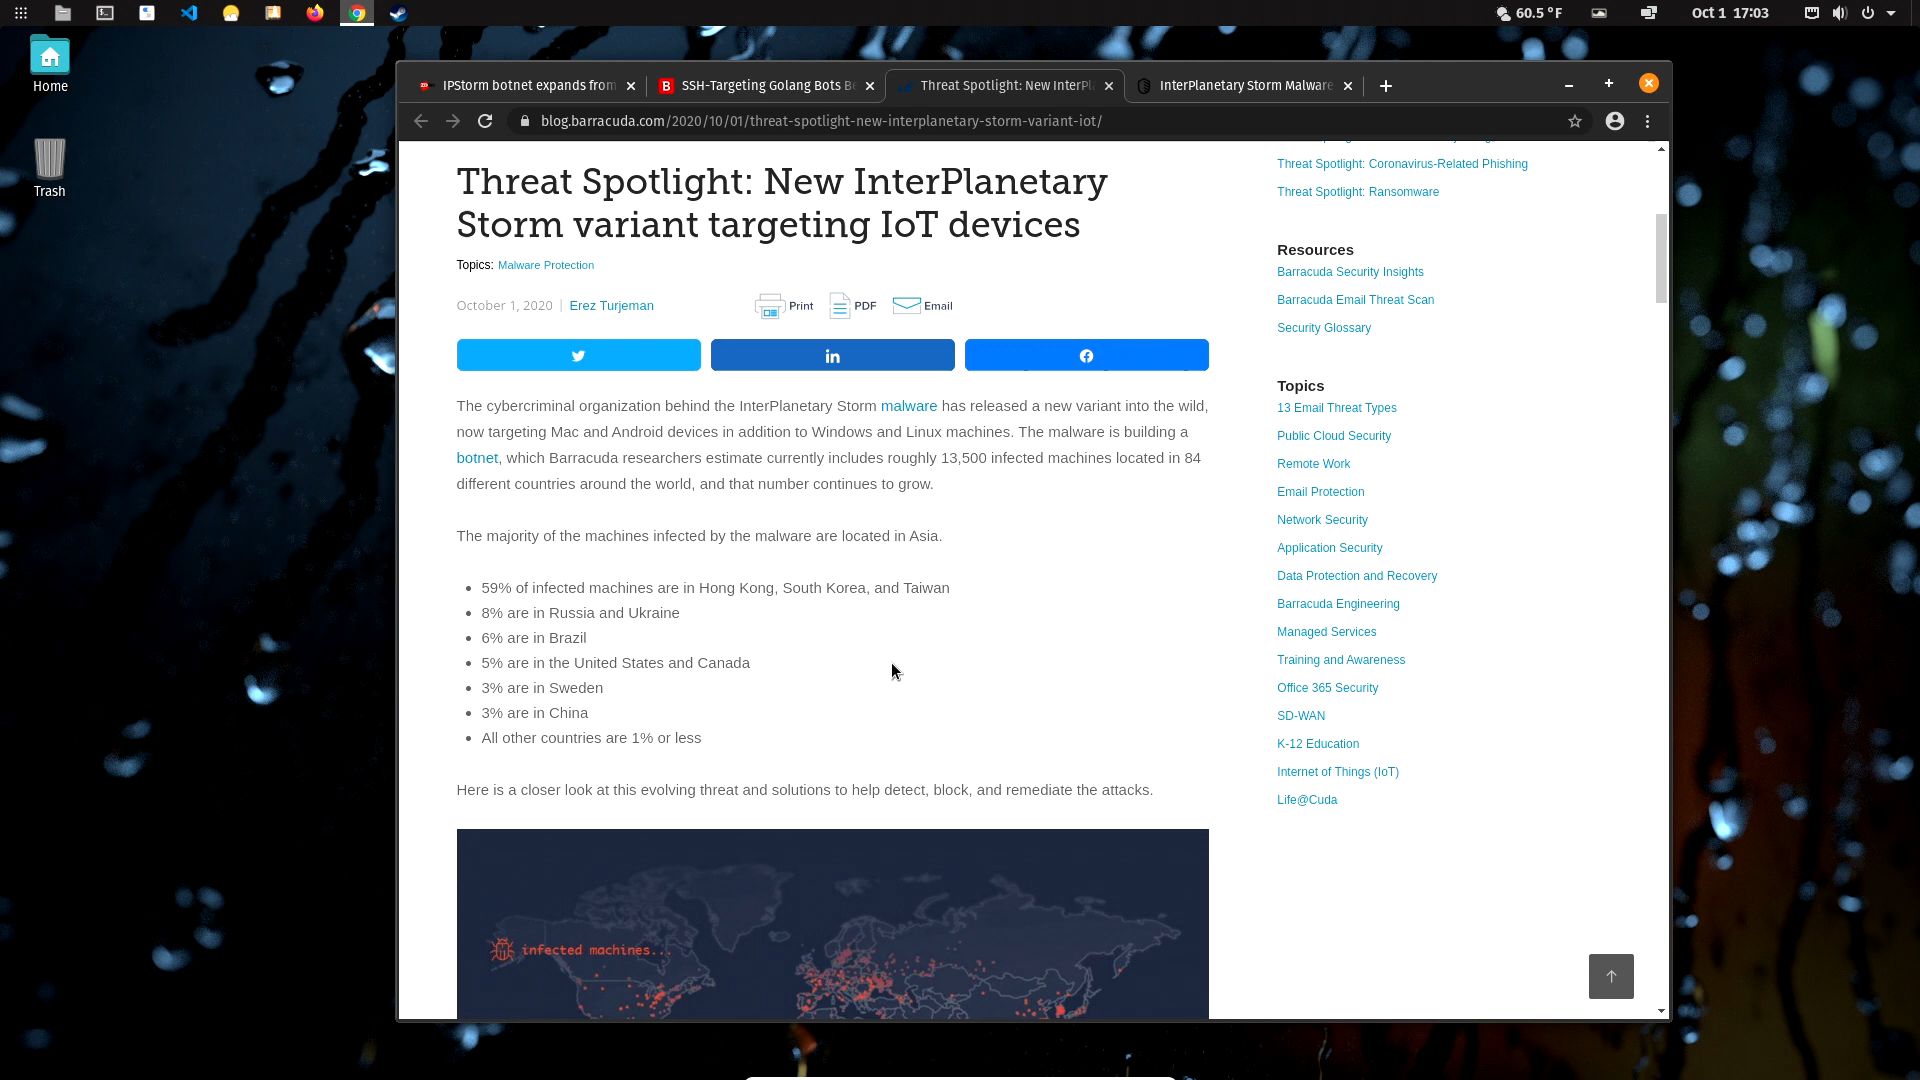 60.5 °F
Oct 1 17:03
Home
Trash
IPStorm botnet expands from
SSH-Targeting Golang Bots Be
Threat Spotlight: New InterPla
InterPlanetary Storm Malware
blog.barracuda.com/2020/10/01/threat-spotlight-new-interplanetary-storm-variant-iot/
Threat Spotlight: New InterPlanetary
Storm variant targeting IoT devices
Topics: Malware Protection
October 1, 2020 | Erez Turjeman
Print
PDF
Email
The cybercriminal organization behind the InterPlanetary Storm malware has released a new variant into the wild,
now targeting Mac and Android devices in addition to Windows and Linux machines. The malware is building a
botnet, which Barracuda researchers estimate currently includes roughly 13,500 infected machines located in 84
different countries around the world, and that number continues to grow.
The majority of the machines infected by the malware are located in Asia.
59% of infected machines are in Hong Kong, South Korea, and Taiwan
8% are in Russia and Ukraine
6% are in Brazil
5% are in the United States and Canada
3% are in Sweden
3% are in China
All other countries are 1% or less
Here is a closer look at this evolving threat and solutions to help detect, block, and remediate the attacks.
infected machines...
Threat Spotlight: Coronavirus-Related Phishing
Threat Spotlight: Ransomware
Resources
Barracuda Security Insights
Barracuda Email Threat Scan
Security Glossary
Topics
13 Email Threat Types
Public Cloud Security
Remote Work
Email Protection
Network Security
Application Security
Data Protection and Recovery
Barracuda Engineering
Managed Services
Training and Awareness
Office 365 Security
SD-WAN
K-12 Education
Internet of Things (IoT)
Life@Cuda